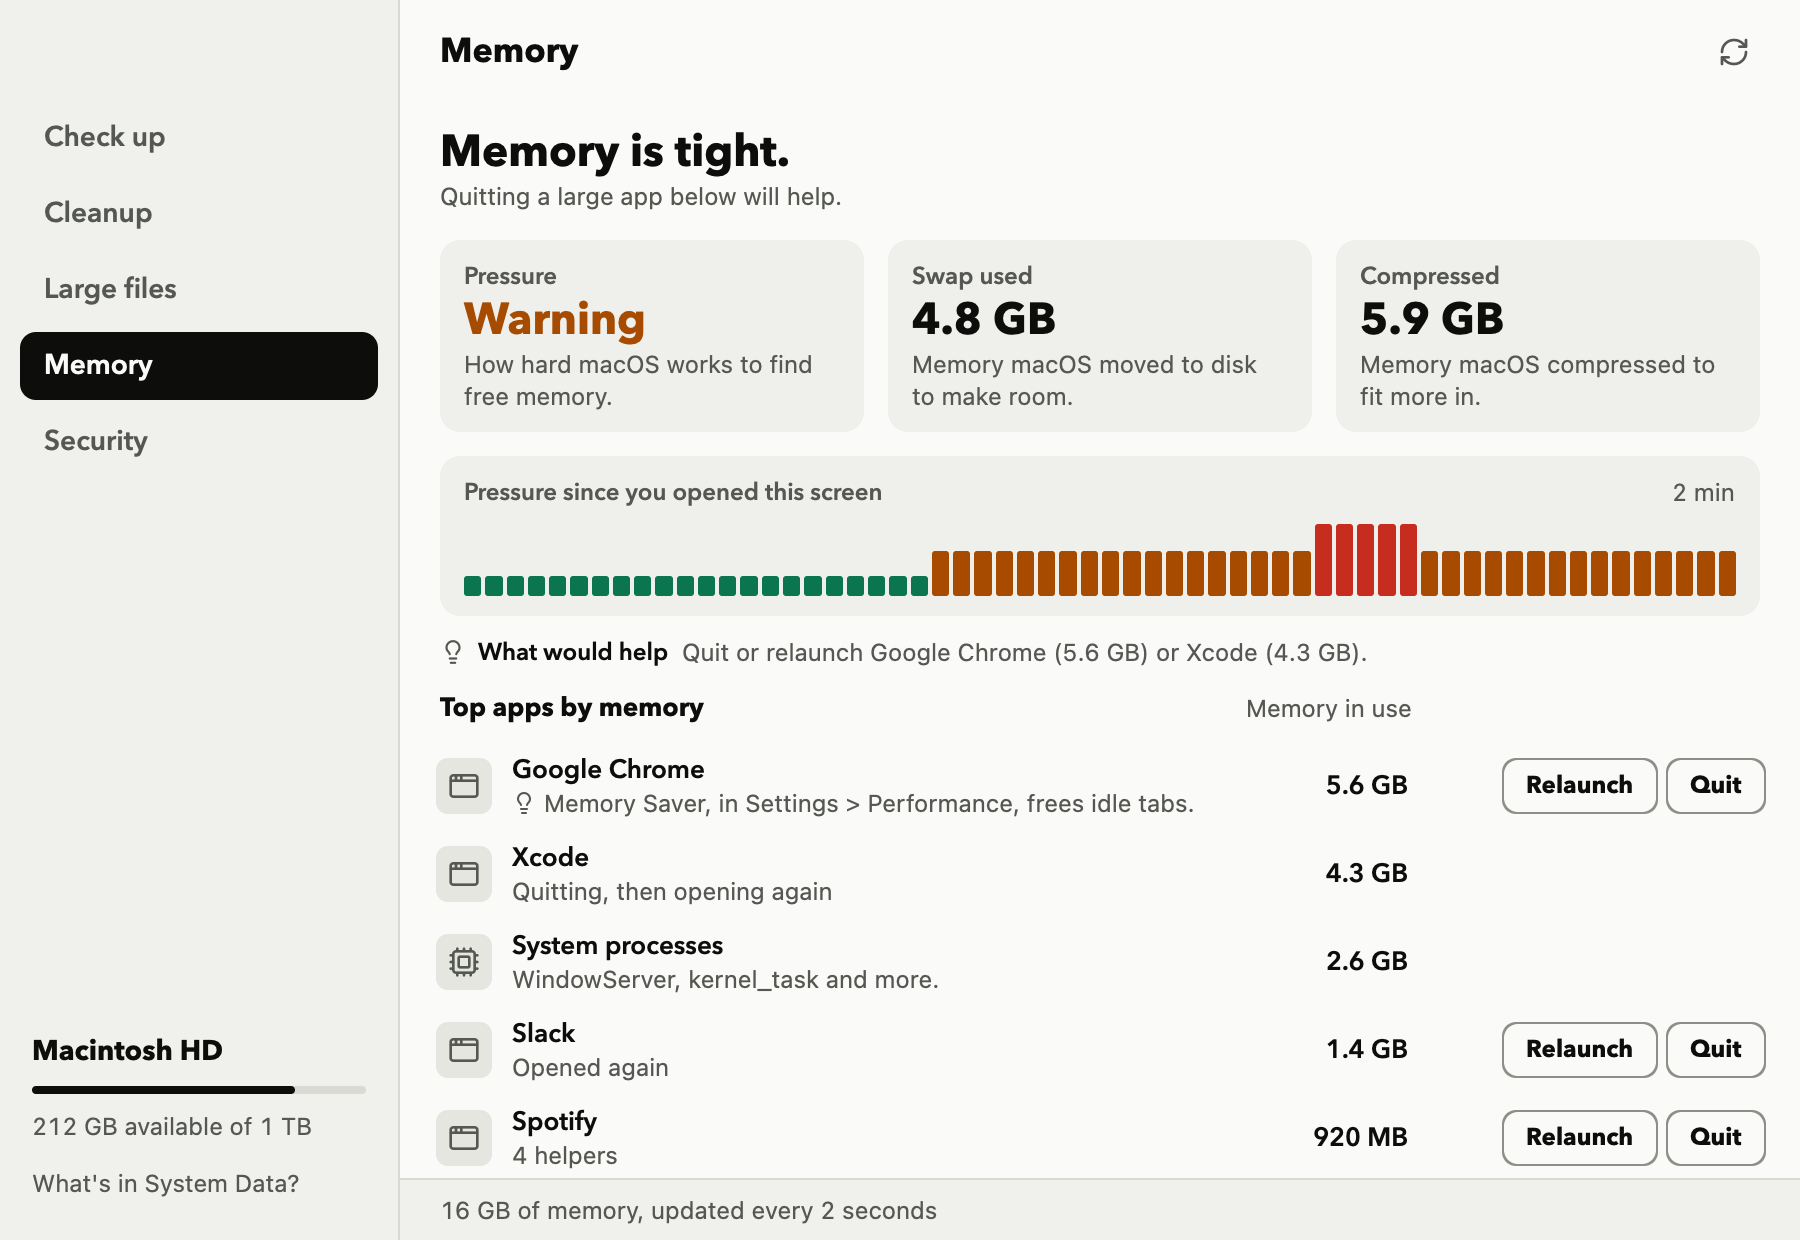 Memory
Check up
Cleanup
Large files
Memory
Security
Memory is tight.
Quitting a large app below will help.
Pressure
Warning
How hard macOS works to find
free memory.
Swap used
4.8 GB
Memory macOS moved to disk
to make room.
Compressed
5.9 GB
Memory macOS compressed to
fit more in.
Pressure since you opened this screen
2 min
What would help Quit or relaunch Google Chrome (5.6 GB) or Xcode (4.3 GB).
Top apps by memory
Memory in use
Google Chrome
Memory Saver, in Settings > Performance, frees idle tabs.
5.6 GB
Relaunch
Quit
Xcode
Quitting, then opening again
4.3 GB
System processes
WindowServer, kernel_task and more.
2.6 GB
Slack
Opened again
1.4 GB
Relaunch
Quit
Spotify
4 helpers
920 MB
Relaunch
Quit
Macintosh HD
212 GB available of 1 TB
What's in System Data?
16 GB of memory, updated every 2 seconds